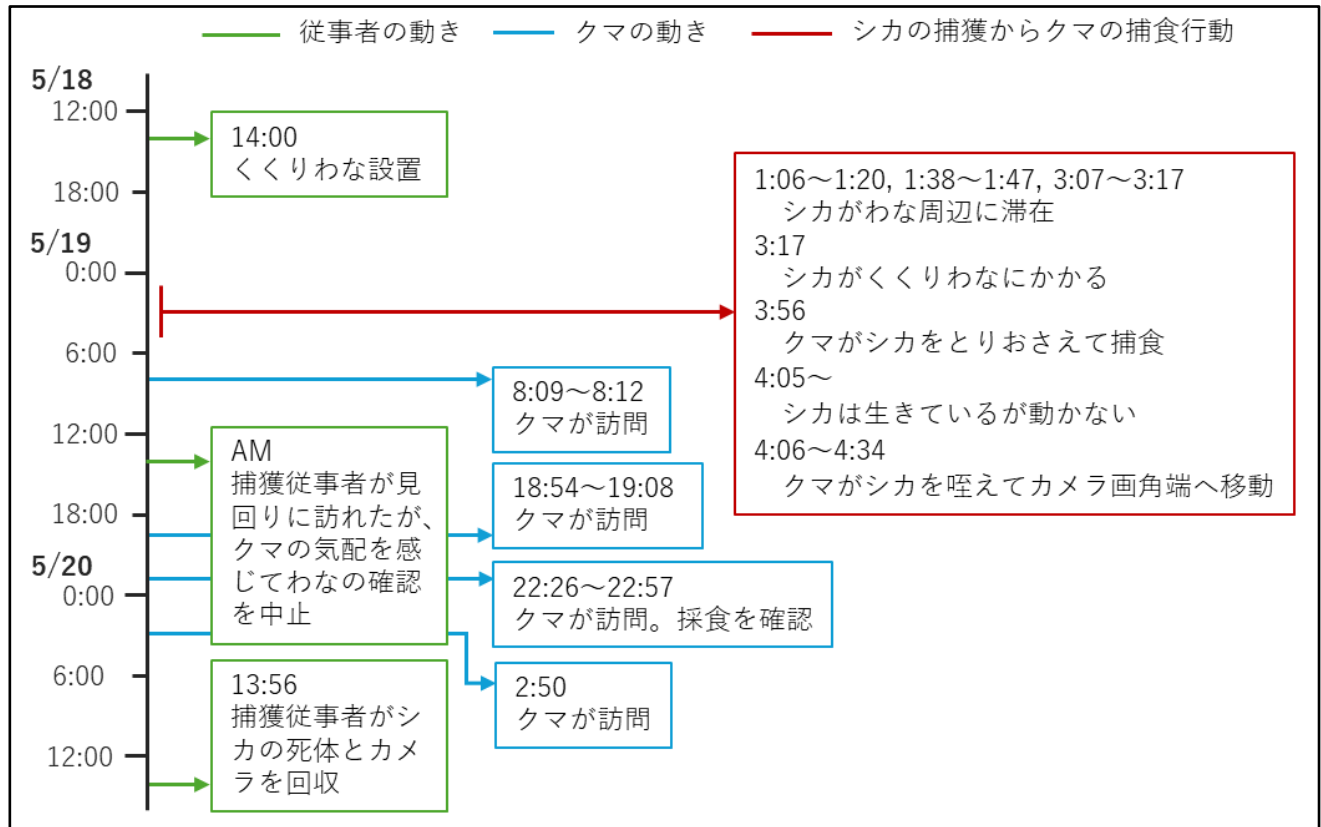 従事者の動き クマの動き シカの捕獲からクマの捕食行動
5/18
12:00
18:00
5/19
0:00
6:00
12:00
18:00
5/20
0:00
6:00
12:00
14:00
くくりわな設置
AM
捕獲従事者が見
回りに訪れたが、
クマの気配を感
じてわなの確認
を中止
13:56
捕獲従事者がシ
カの死体とカメ
ラを回収
8:09～8:12
クマが訪問
18:54～19:08
クマが訪問
22:26～22:57
クマが訪問。採食を確認
2:50
クマが訪問
1:06～1:20, 1:38～1:47, 3:07～3:17
シカがわな周辺に滞在
3:17
シカがくくりわなにかかる
3:56
クマがシカをとりおさえて捕食
4:05～
シカは生きているが動かない
4:06～4:34
クマがシカを咥えてカメラ画角端へ移動